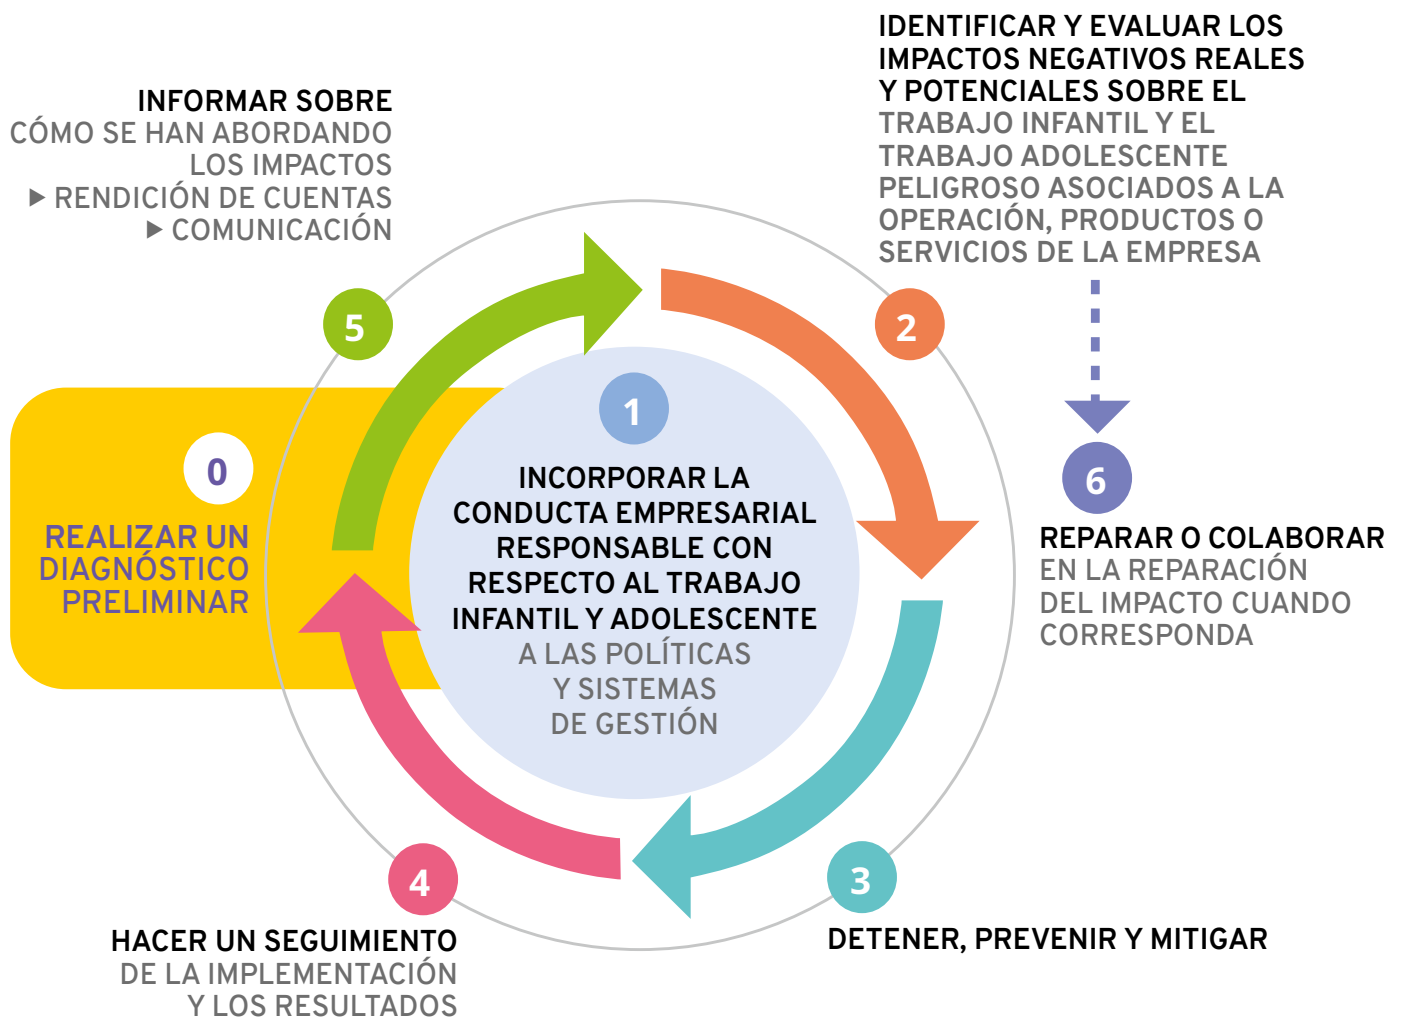 0
REALIZAR UN
DIAGNÓSTICO
PRELIMINAR
1
INCORPORAR LA
CONDUCTA EMPRESARIAL
RESPONSABLE CON
RESPECTO AL TRABAJO
INFANTIL Y ADOLESCENTE
A LAS POLÍTICAS
Y SISTEMAS
DE GESTIÓN
2
IDENTIFICAR Y EVALUAR LOS
IMPACTOS NEGATIVOS REALES
Y POTENCIALES SOBRE EL
TRABAJO INFANTIL Y EL
TRABAJO ADOLESCENTE
PELIGROSO ASOCIADOS A LA
OPERACIÓN, PRODUCTOS O
SERVICIOS DE LA EMPRESA
3
DETENER, PREVENIR Y MITIGAR
4
HACER UN SEGUIMIENTO
DE LA IMPLEMENTACIÓN
Y LOS RESULTADOS
5
INFORMAR SOBRE
CÓMO SE HAN ABORDANDO
LOS IMPACTOS
▶ RENDICIÓN DE CUENTAS
▶ COMUNICACIÓN
6
REPARAR O COLABORAR
EN LA REPARACIÓN
DEL IMPACTO CUANDO
CORRESPONDA